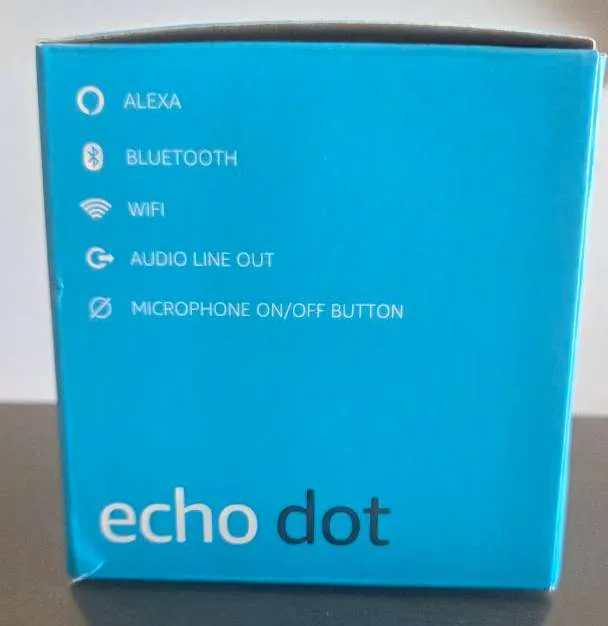 ALEXA
BLUETOOTH
WIFI
AUDIO LINE OUT
MICROPHONE ON/OFF BUTTON
echo dot